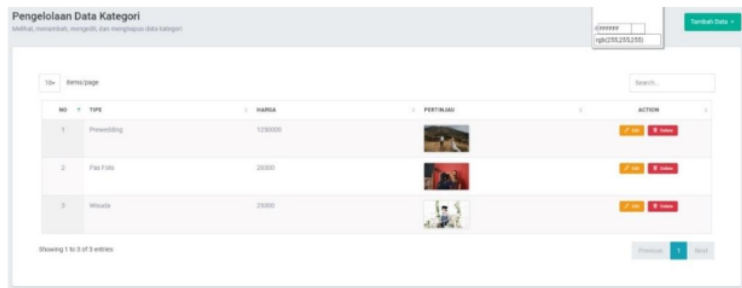 Pengelolaan Data Kategori
Melihat, menambah, mengedit, dan menghapus data kategori
rgb(255,255,255)
Tambah Data +
10 items/page
Search...
NO TIPE HARGA PERTINJAU ACTION
1 Prewedding 1250000 Edit Delete
2 Pas Foto 20000 Edit Delete
3 Wisuda 25000 Edit Delete
Showing 1 to 3 of 3 entries
Previous 1 Next